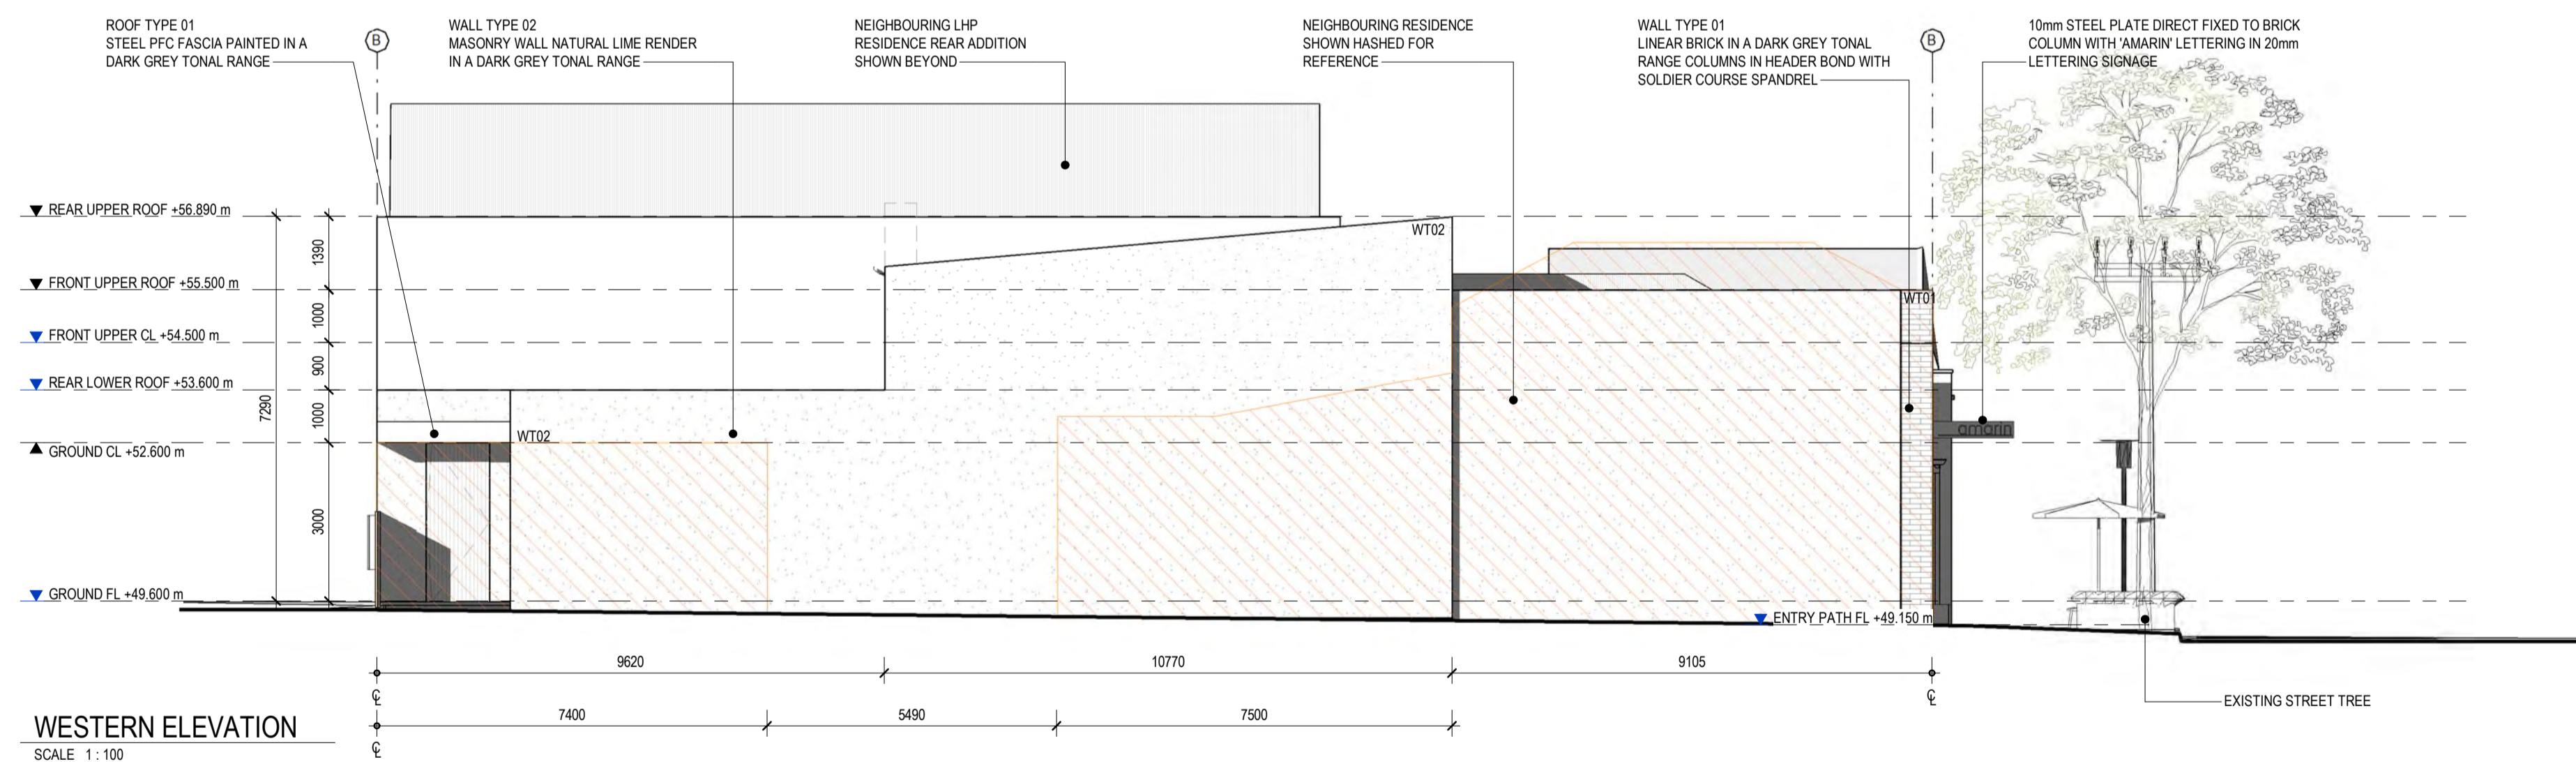 ROOF TYPE 01
STEEL PFC FASCIA PAINTED IN A
DARK GREY TONAL RANGE
B
WALL TYPE 02
MASONRY WALL NATURAL LIME RENDER
IN A DARK GREY TONAL RANGE
NEIGHBOURING LHP
RESIDENCE REAR ADDITION
SHOWN BEYOND
NEIGHBOURING RESIDENCE
SHOWN HASHED FOR
REFERENCE
WALL TYPE 01
LINEAR BRICK IN A DARK GREY TONAL
RANGE COLUMNS IN HEADER BOND WITH
SOLDIER COURSE SPANDREL
B
10mm STEEL PLATE DIRECT FIXED TO BRICK
COLUMN WITH 'AMARIN' LETTERING IN 20mm
LETTERING SIGNAGE
REAR UPPER ROOF +56.890 m
FRONT UPPER ROOF +55.500 m
FRONT UPPER CL +54.500 m
REAR LOWER ROOF +53.600 m
GROUND CL +52.600 m
GROUND FL +49.600 m
7290
1390
1000
900
1000
3000
WT02
WT02
WT01
amarin
ENTRY PATH FL +49.150 m
9620
10770
9105
7400
5490
7500
EXISTING STREET TREE
WESTERN ELEVATION
SCALE 1 : 100